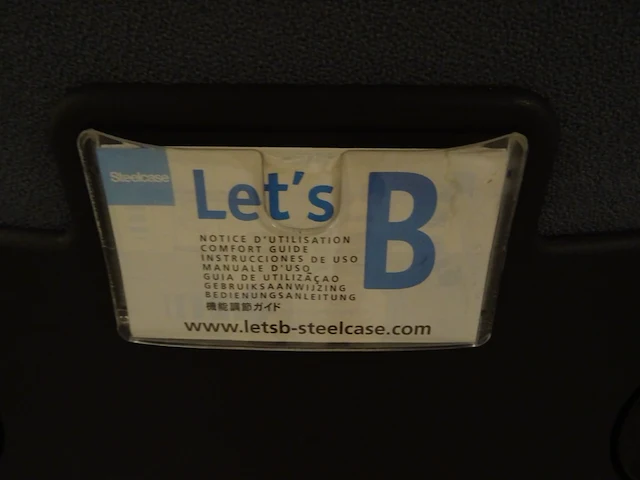 Steelcase
Let's B
NOTICE D'UTILISATION
COMFORT GUIDE
INSTRUCCIONES DE USO
MANUALE D'USO
GUIA DE UTILIZAÇAO
GEBRUIKSAANWIJZING
BEDIENUNGSANLEITUNG
機能調節ガイド
www.letsb-steelcase.com